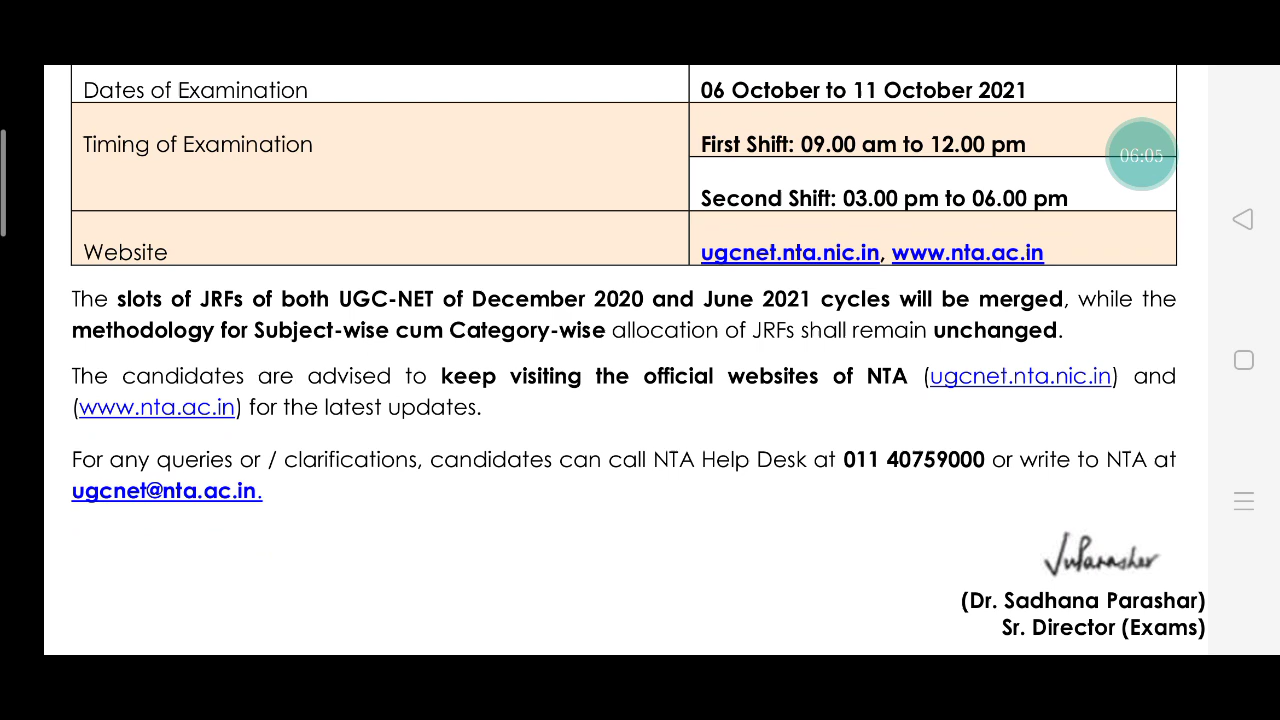 Dates of Examination 06 October to 11 October 2021
Timing of Examination First Shift: 09.00 am to 12.00 pm
06:05
Second Shift: 03.00 pm to 06.00 pm
Website ugcnet.nta.nic.in, www.nta.ac.in
The slots of JRFs of both UGC-NET of December 2020 and June 2021 cycles will be merged, while the
methodology for Subject-wise cum Category-wise allocation of JRFs shall remain unchanged.
The candidates are advised to keep visiting the official websites of NTA (ugcnet.nta.nic.in) and
(www.nta.ac.in) for the latest updates.
For any queries or / clarifications, candidates can call NTA Help Desk at 011 40759000 or write to NTA at
ugcnet@nta.ac.in.
(Dr. Sadhana Parashar)
Sr. Director (Exams)